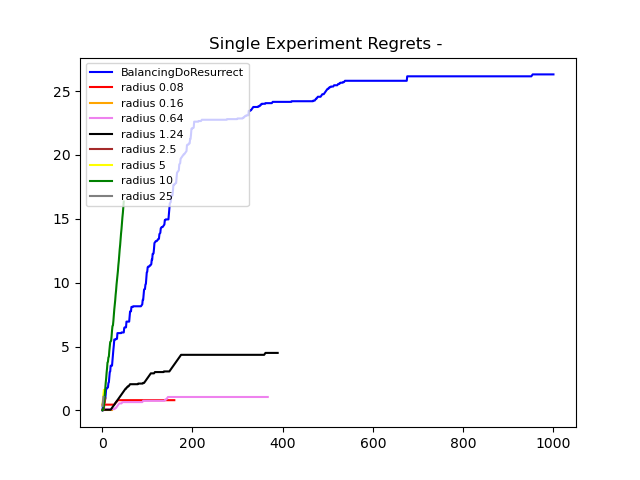 Single Experiment Regrets -
BalancingDoResurrect
radius 0.08
radius 0.16
radius 0.64
radius 1.24
radius 2.5
radius 5
radius 10
radius 25
25
20
15
10
5
0
0 200 400 600 800 1000